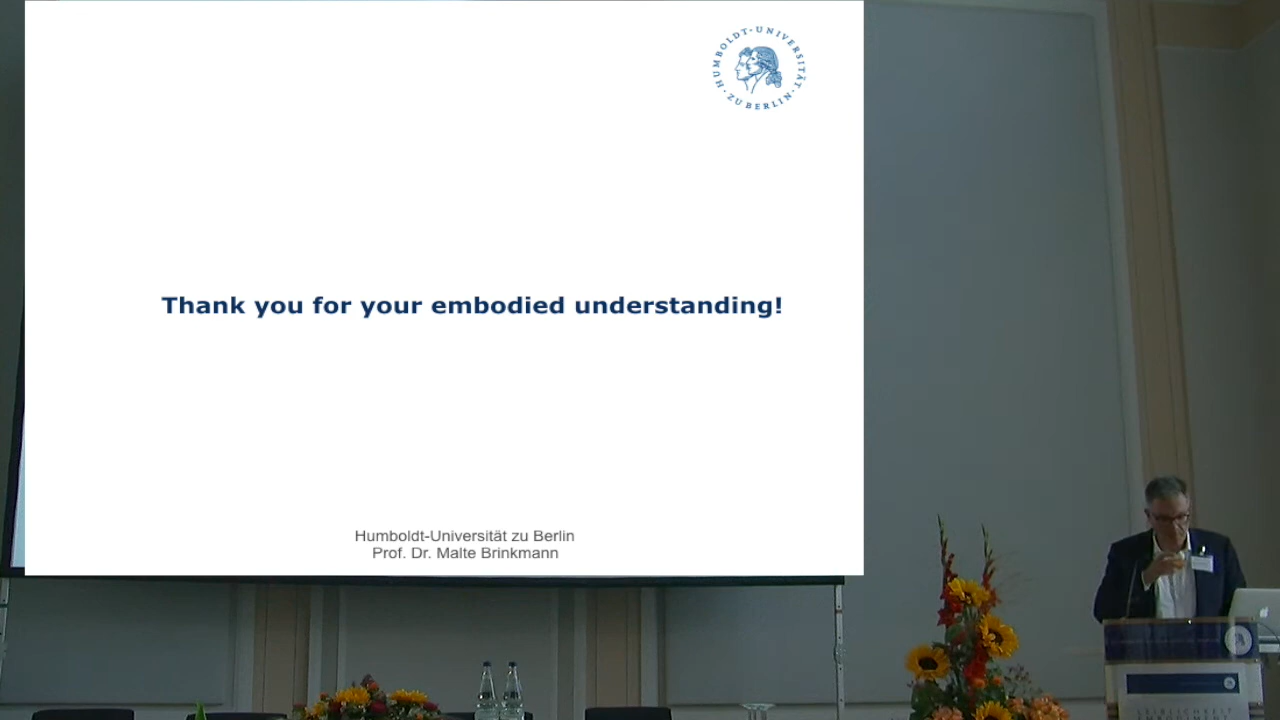 HUMBOLDT-UNIVERSITÄT ZU BERLIN
Thank you for your embodied understanding!
Humboldt-Universität zu Berlin
Prof. Dr. Malte Brinkmann